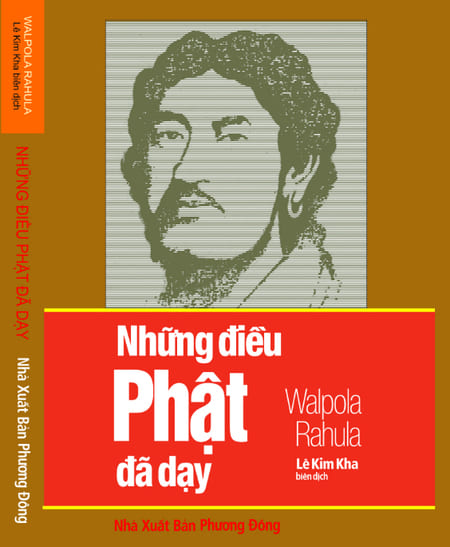 WALPOLA RAHULA
Lê Kim Kha biên dịch
NHỮNG ĐIỀU PHẬT ĐÃ DẠY
Nhà Xuất Bản Phương Đông
Những điều
Phật
đã dạy
Walpola
Rahula
Lê Kim Kha
biên dịch
Nhà Xuất Bản Phương Đông